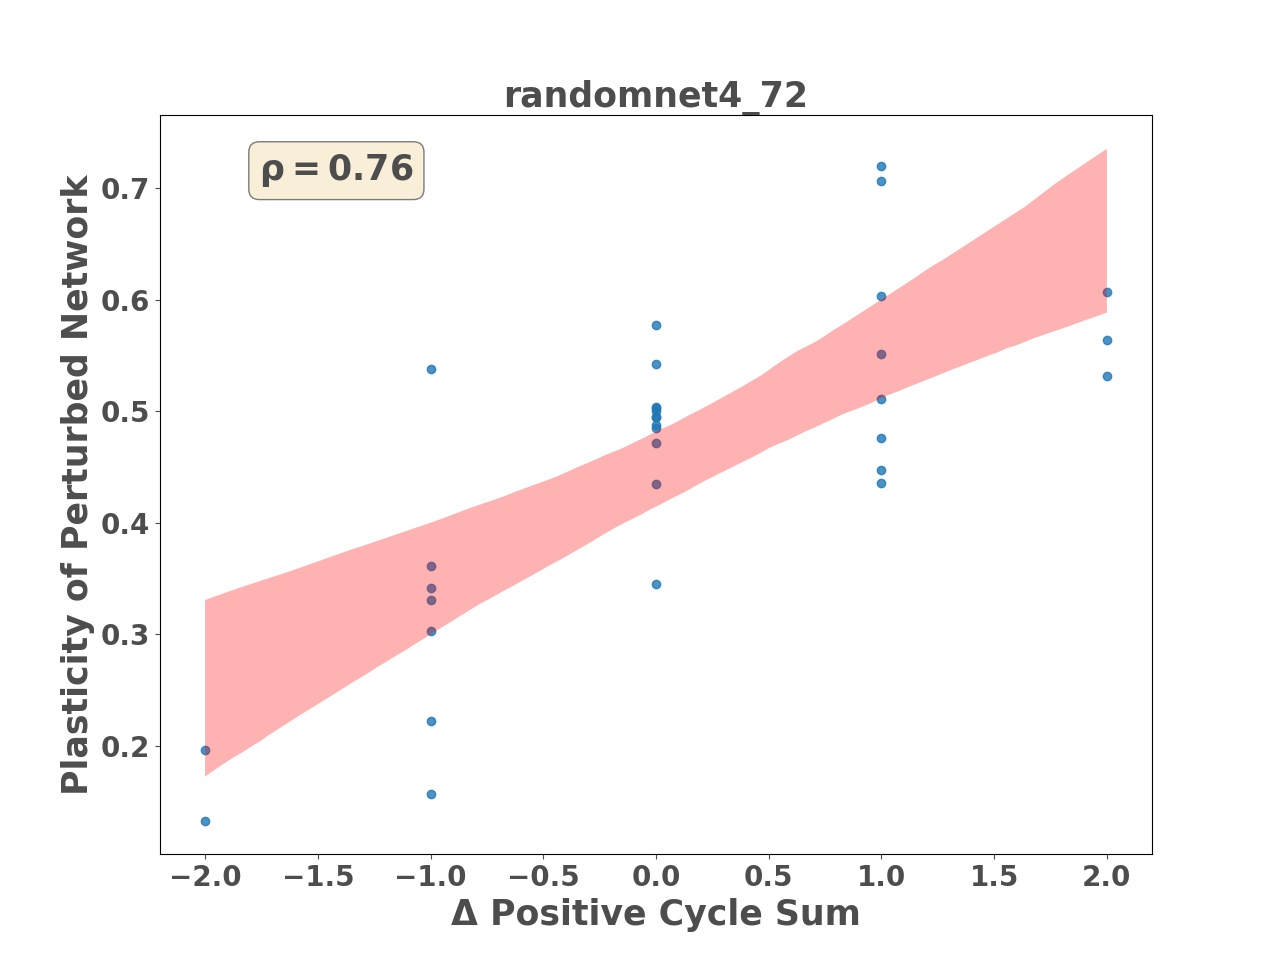 randomnet4_72
ρ = 0.76
Plasticity of Perturbed Network
0.7
0.6
0.5
0.4
0.3
0.2
−2.0 −1.5 −1.0 −0.5 0.0 0.5 1.0 1.5 2.0
Δ Positive Cycle Sum